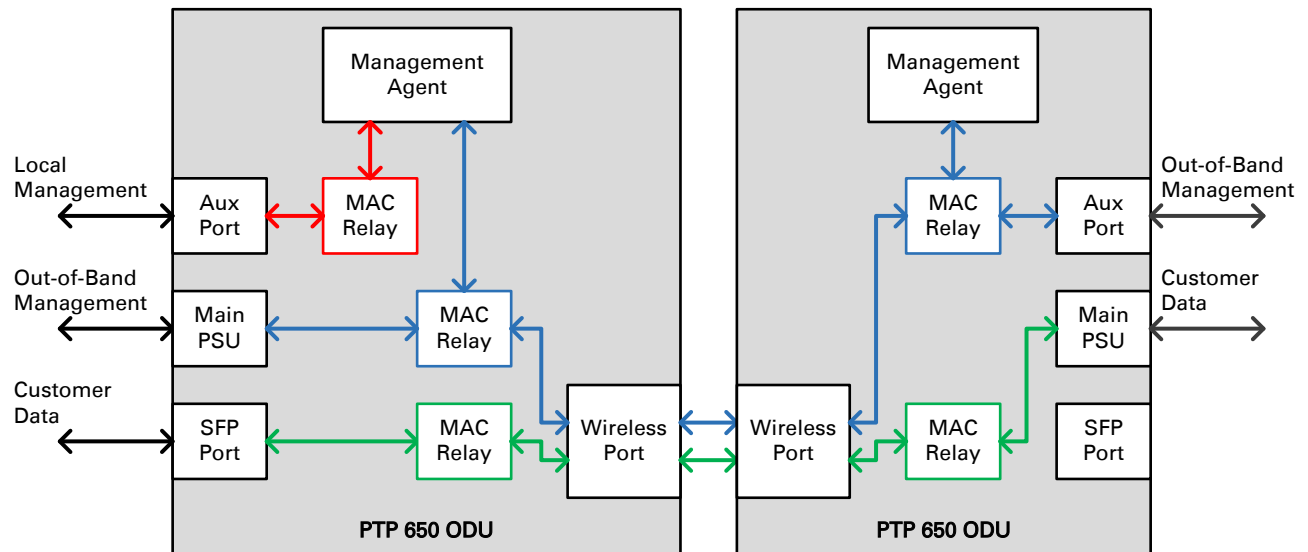 Management
Agent
Local
Management
Aux
Port
MAC
Relay
Out-of-Band
Management
Main
PSU
MAC
Relay
Customer
Data
SFP
Port
MAC
Relay
Wireless
Port
PTP 650 ODU
Management
Agent
MAC
Relay
Aux
Port
Out-of-Band
Management
Main
PSU
Customer
Data
Wireless
Port
MAC
Relay
SFP
Port
PTP 650 ODU